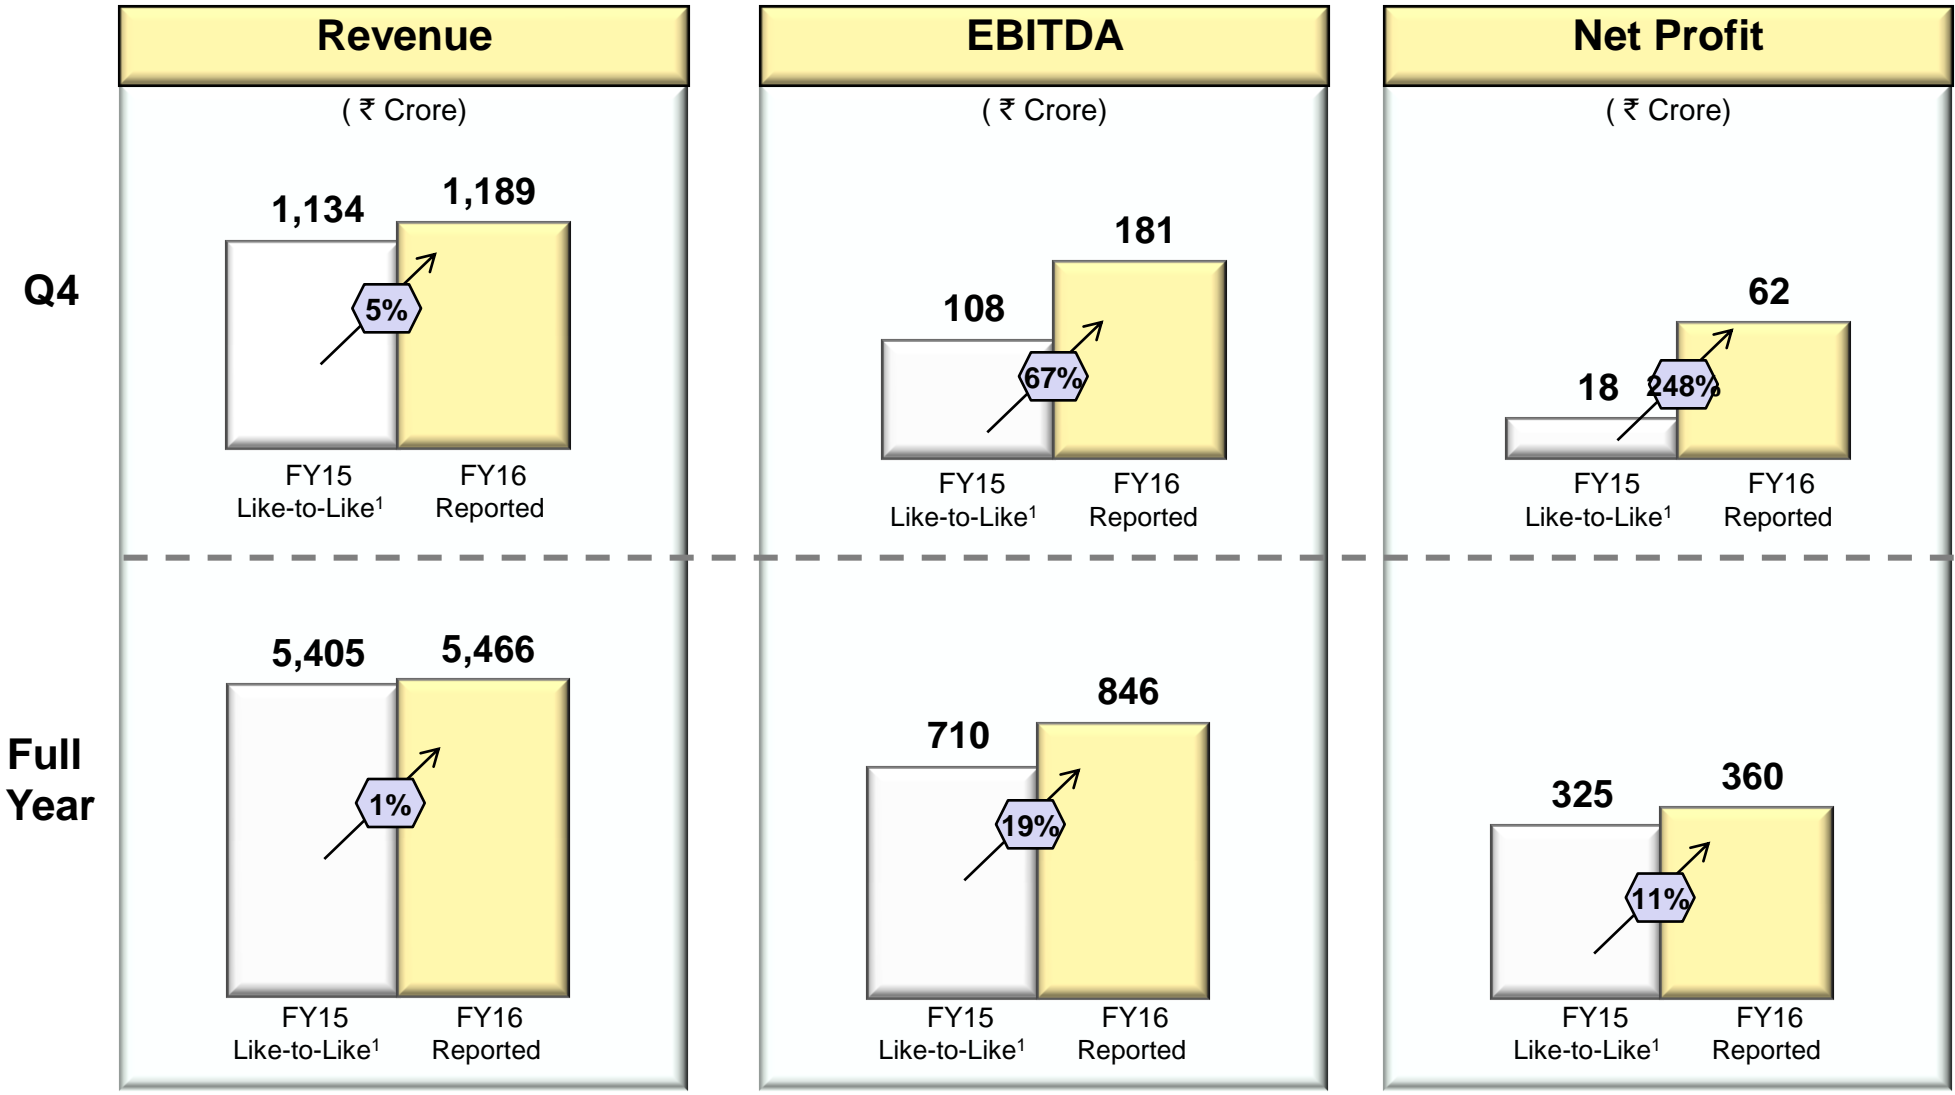 Revenue
EBITDA
Net Profit
( ₹ Crore)
( ₹ Crore)
( ₹ Crore)
Q4
1,134
1,189
5%
FY15
Like-to-Like¹
FY16
Reported
108
181
67%
FY15
Like-to-Like¹
FY16
Reported
18
62
248%
FY15
Like-to-Like¹
FY16
Reported
Full
Year
5,405
5,466
1%
FY15
Like-to-Like¹
FY16
Reported
710
846
19%
FY15
Like-to-Like¹
FY16
Reported
325
360
11%
FY15
Like-to-Like¹
FY16
Reported